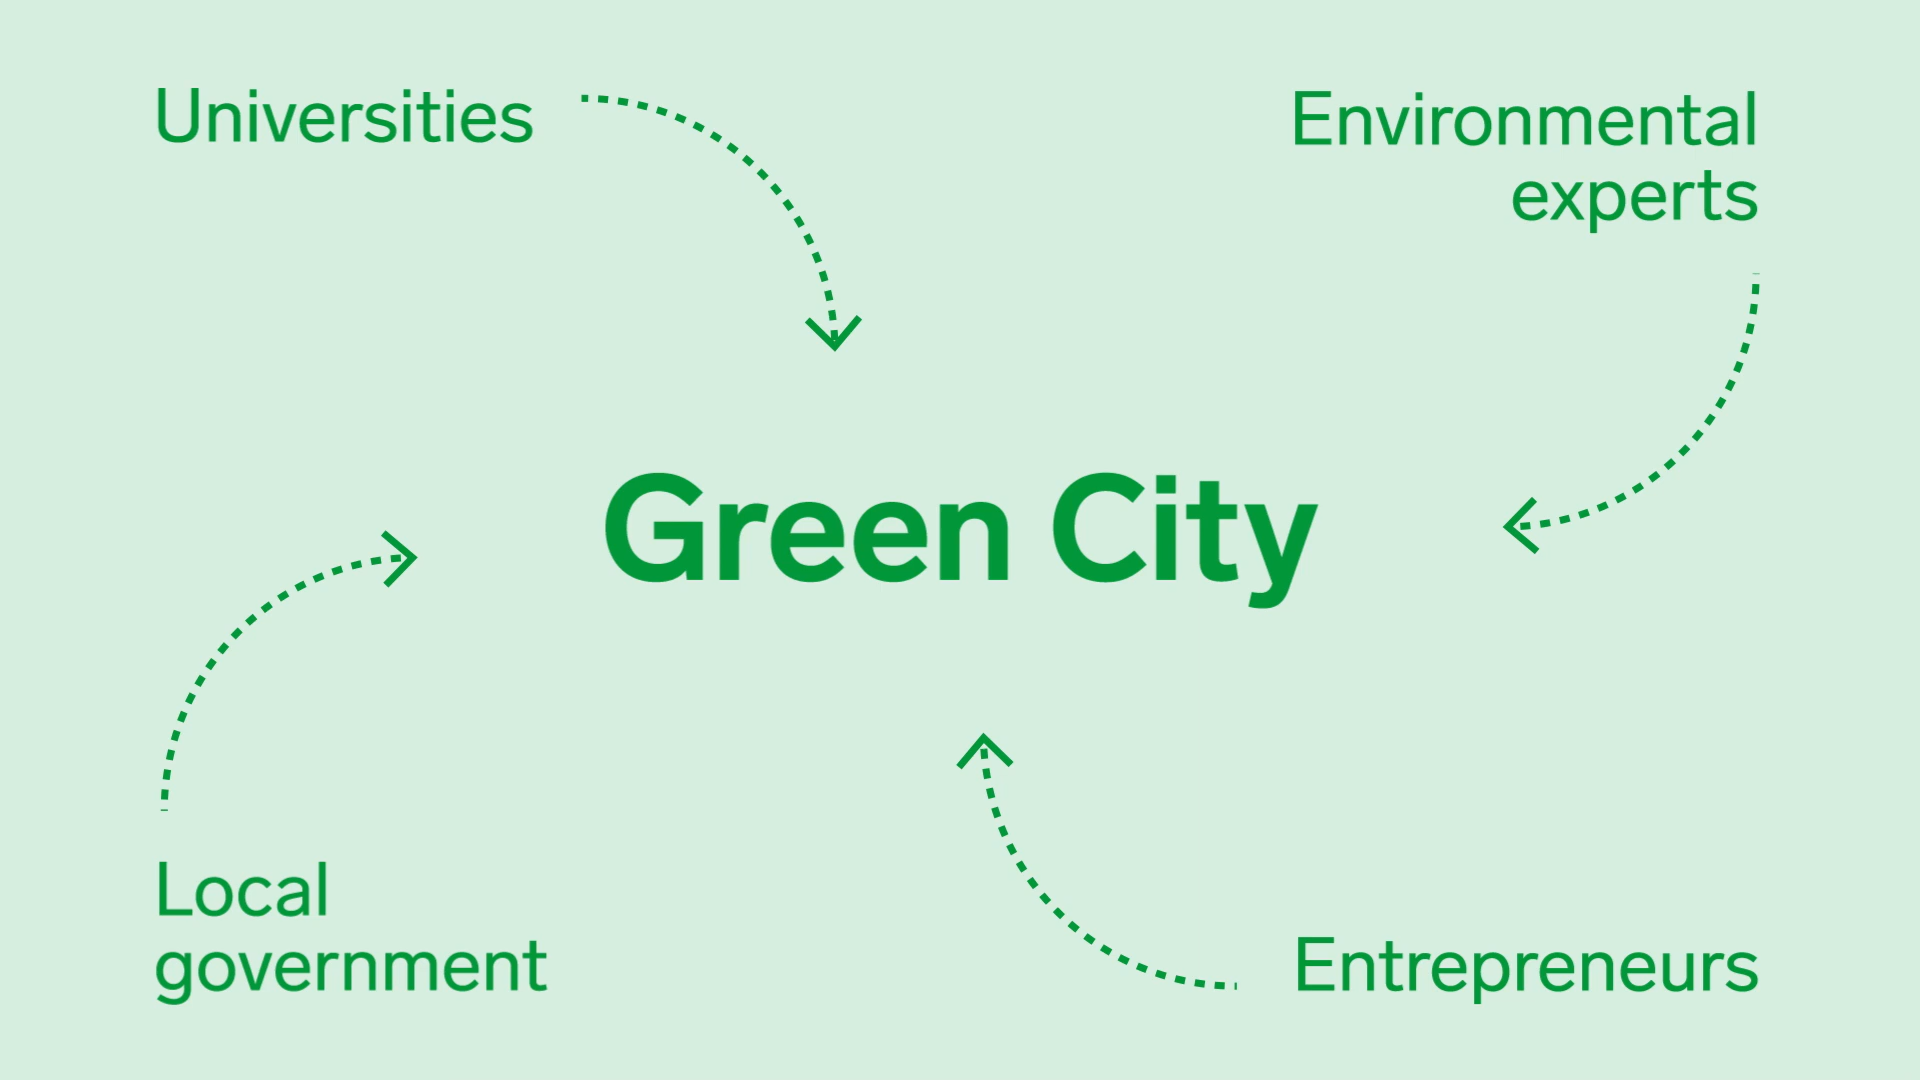 Universities
Environmental
experts
Green City
Local
government
Entrepreneurs